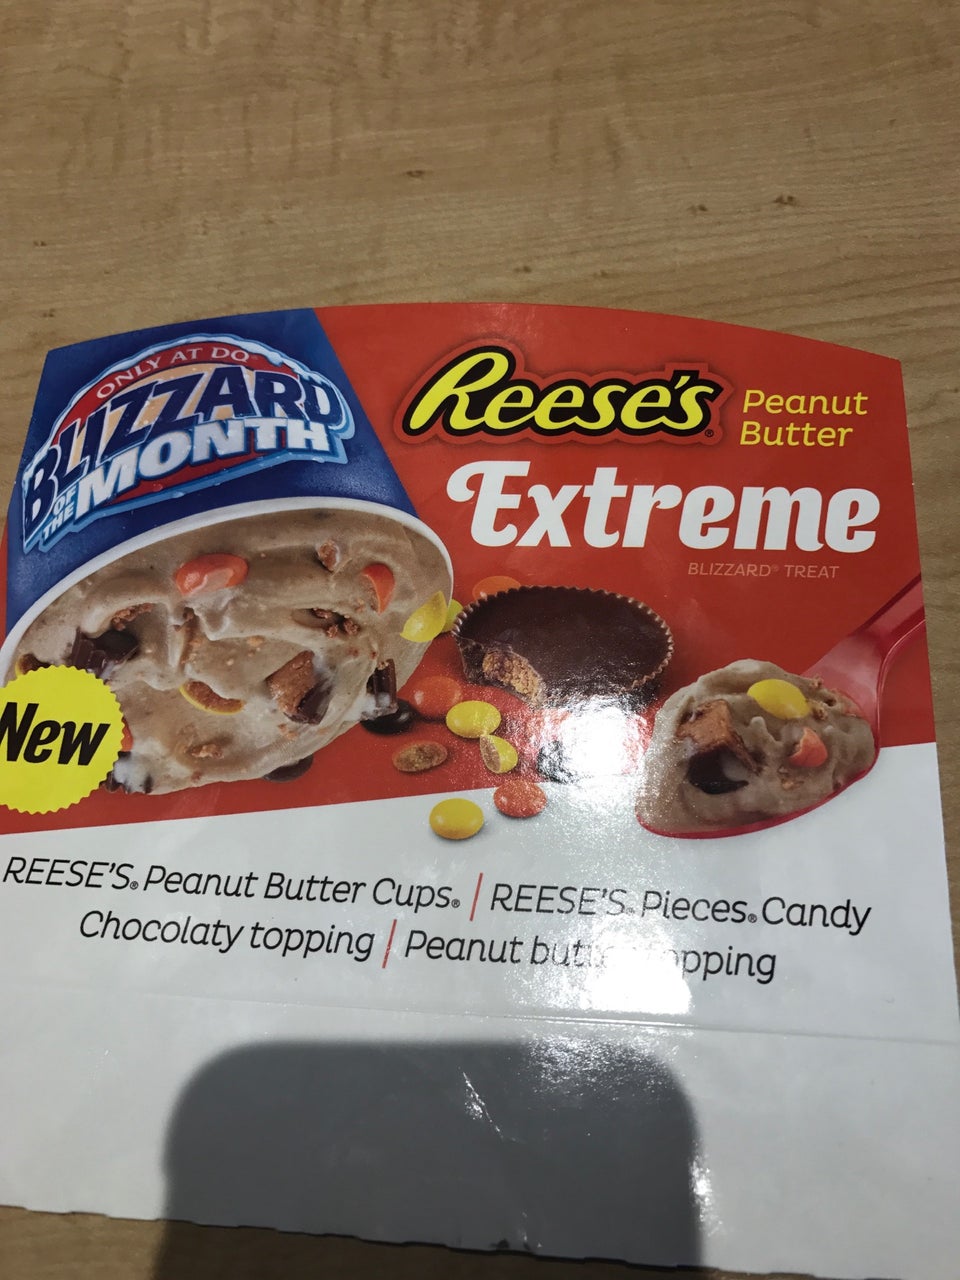 ONLY AT DQ®
BLIZZARD
OF THE MONTH
Reese's®
Peanut
Butter
Extreme
BLIZZARD® TREAT
New
REESE'S® Peanut Butter Cups® | REESE'S® Pieces® Candy
Chocolaty topping | Peanut